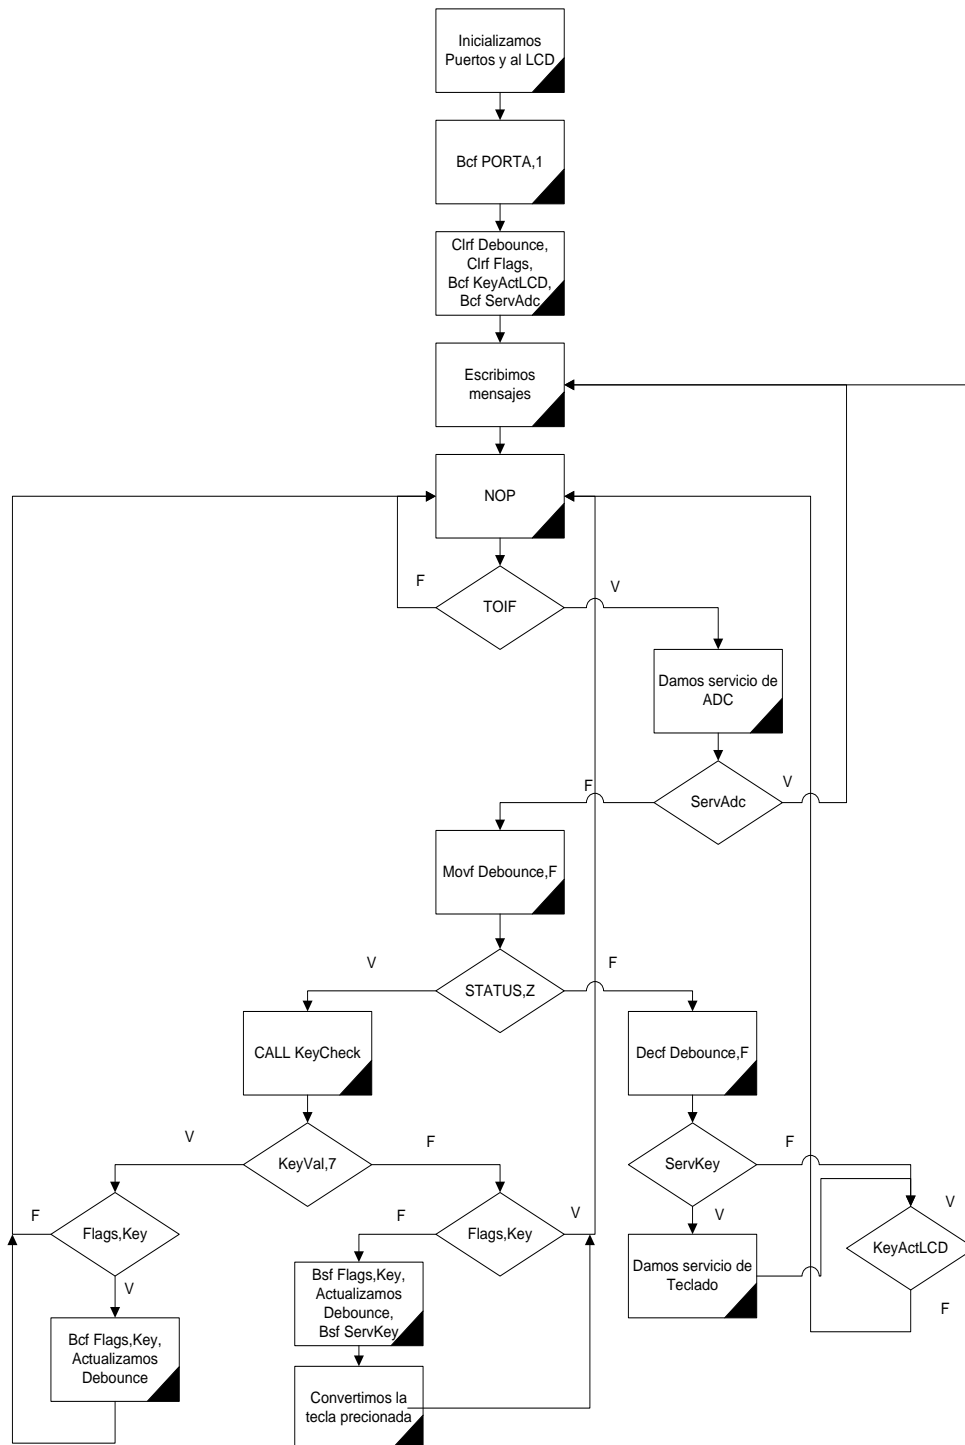 Inicializamos
Puertos y al LCD
Bcf PORTA,1
Clrf Debounce,
Clrf Flags,
Bcf KeyActLCD,
Bcf ServAdc
Escribimos
mensajes
NOP
F
V
TOIF
Damos servicio de
ADC
F
V
ServAdc
Movf Debounce,F
V
F
STATUS,Z
CALL KeyCheck
Decf Debounce,F
V
F
F
KeyVal,7
ServKey
F
F
V
V
V
Flags,Key
Flags,Key
KeyActLCD
V
Bsf Flags,Key,
Actualizamos
Debounce,
Bsf ServKey
Damos servicio de
Teclado
F
Bcf Flags,Key,
Actualizamos
Debounce
Convertimos la
tecla precionada